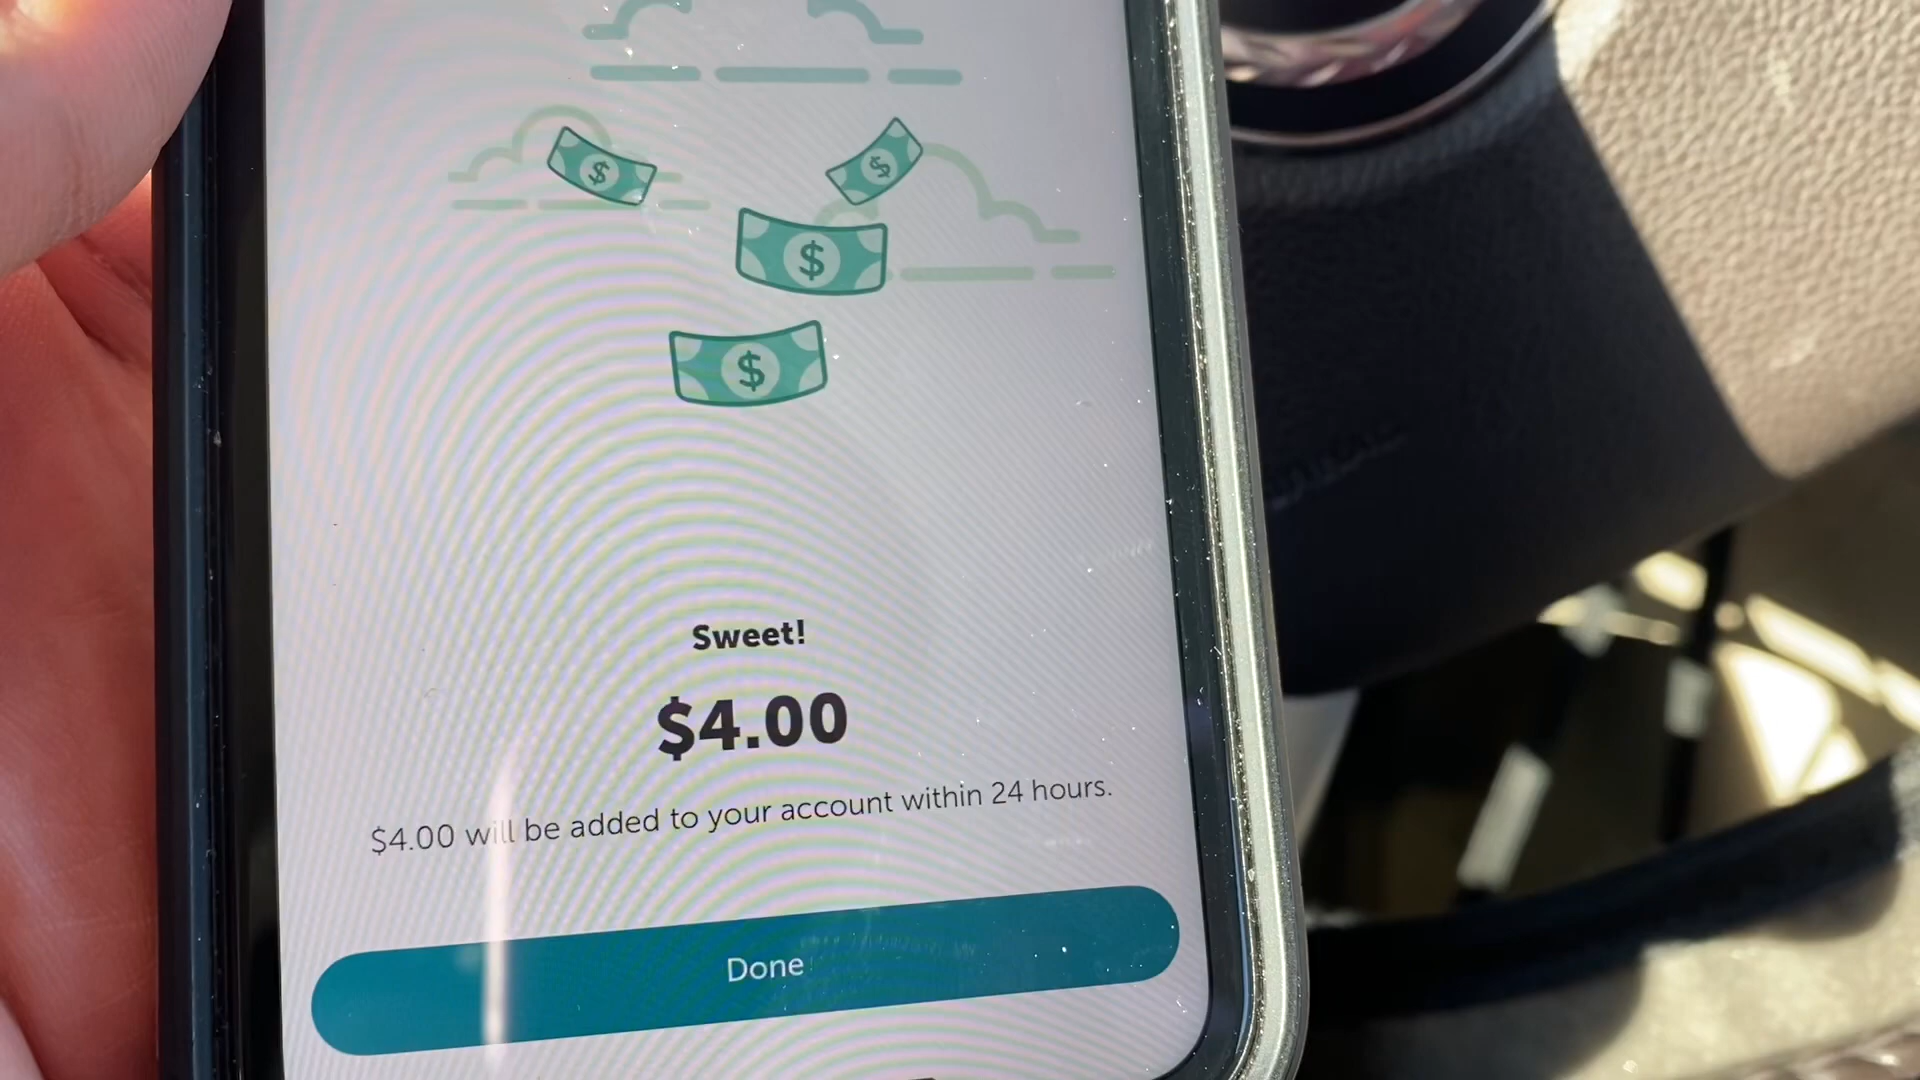 $
$
$
$
Sweet!
$4.00
$4.00 will be added to your account within 24 hours.
Done